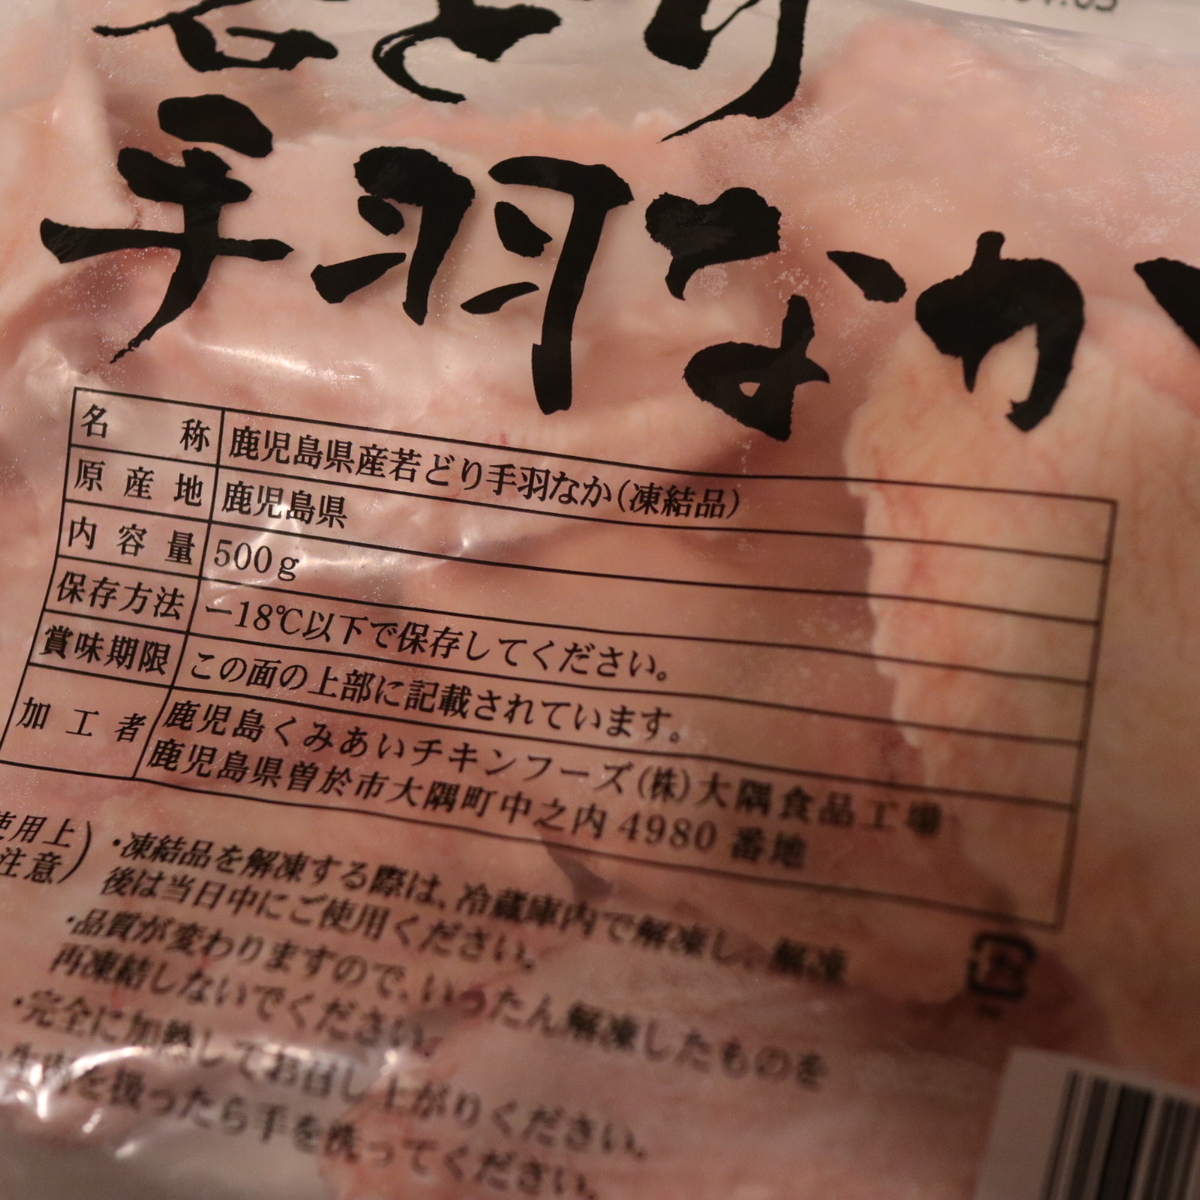 若どり
手羽なか
名称 鹿児島県産若どり手羽なか(凍結品)
原産地 鹿児島県
内容量 500g
保存方法 -18℃以下で保存してください。
賞味期限 この面の上部に記載されています。
加工者 鹿児島くみあいチキンフーズ(株)大隅食品工場
鹿児島県曽於市大隅町中之内4980番地
使用上
注意)
・凍結品を解凍する際は、冷蔵庫内で解凍し、解凍
後は当日中にご使用ください。
・品質が変わりますので、いったん解凍したものを
再凍結しないでください。
・完全に加熱してお召し上がりください。
・生肉を扱ったら手を洗ってください。